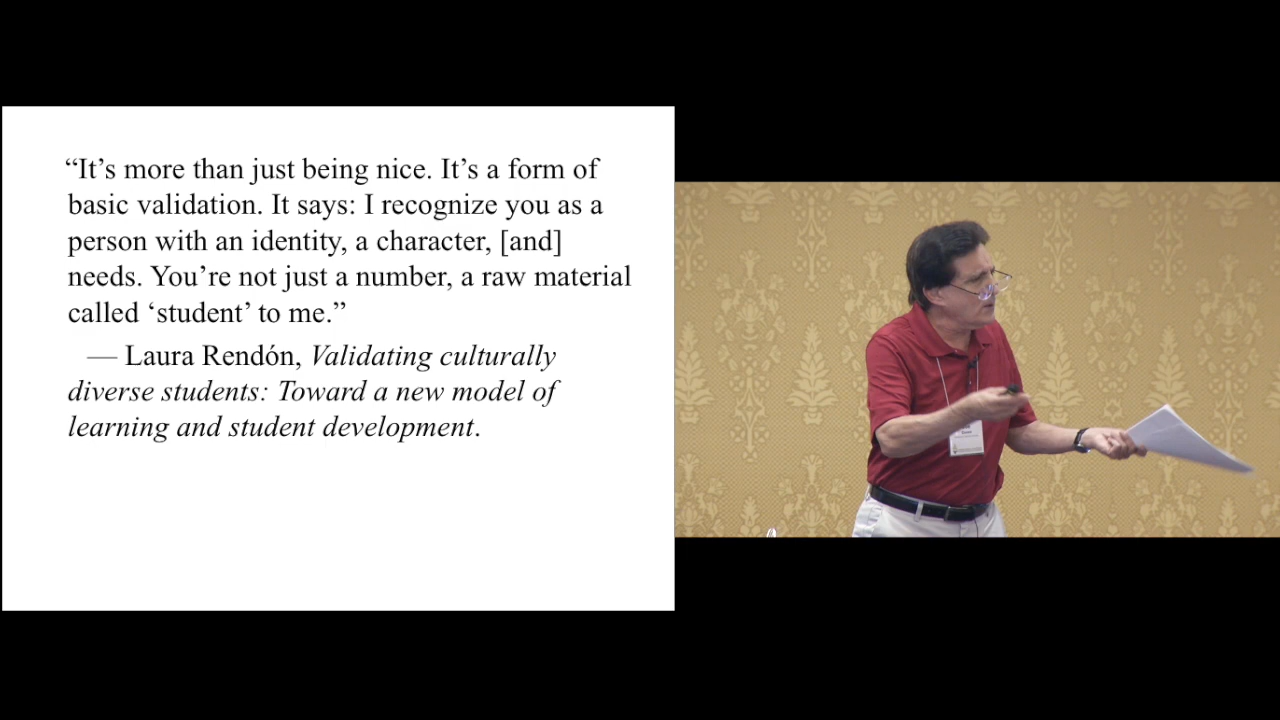 “It’s more than just being nice. It’s a form of
basic validation. It says: I recognize you as a
person with an identity, a character, [and]
needs. You’re not just a number, a raw material
called ‘student’ to me.”
— Laura Rendón, Validating culturally
diverse students: Toward a new model of
learning and student development.